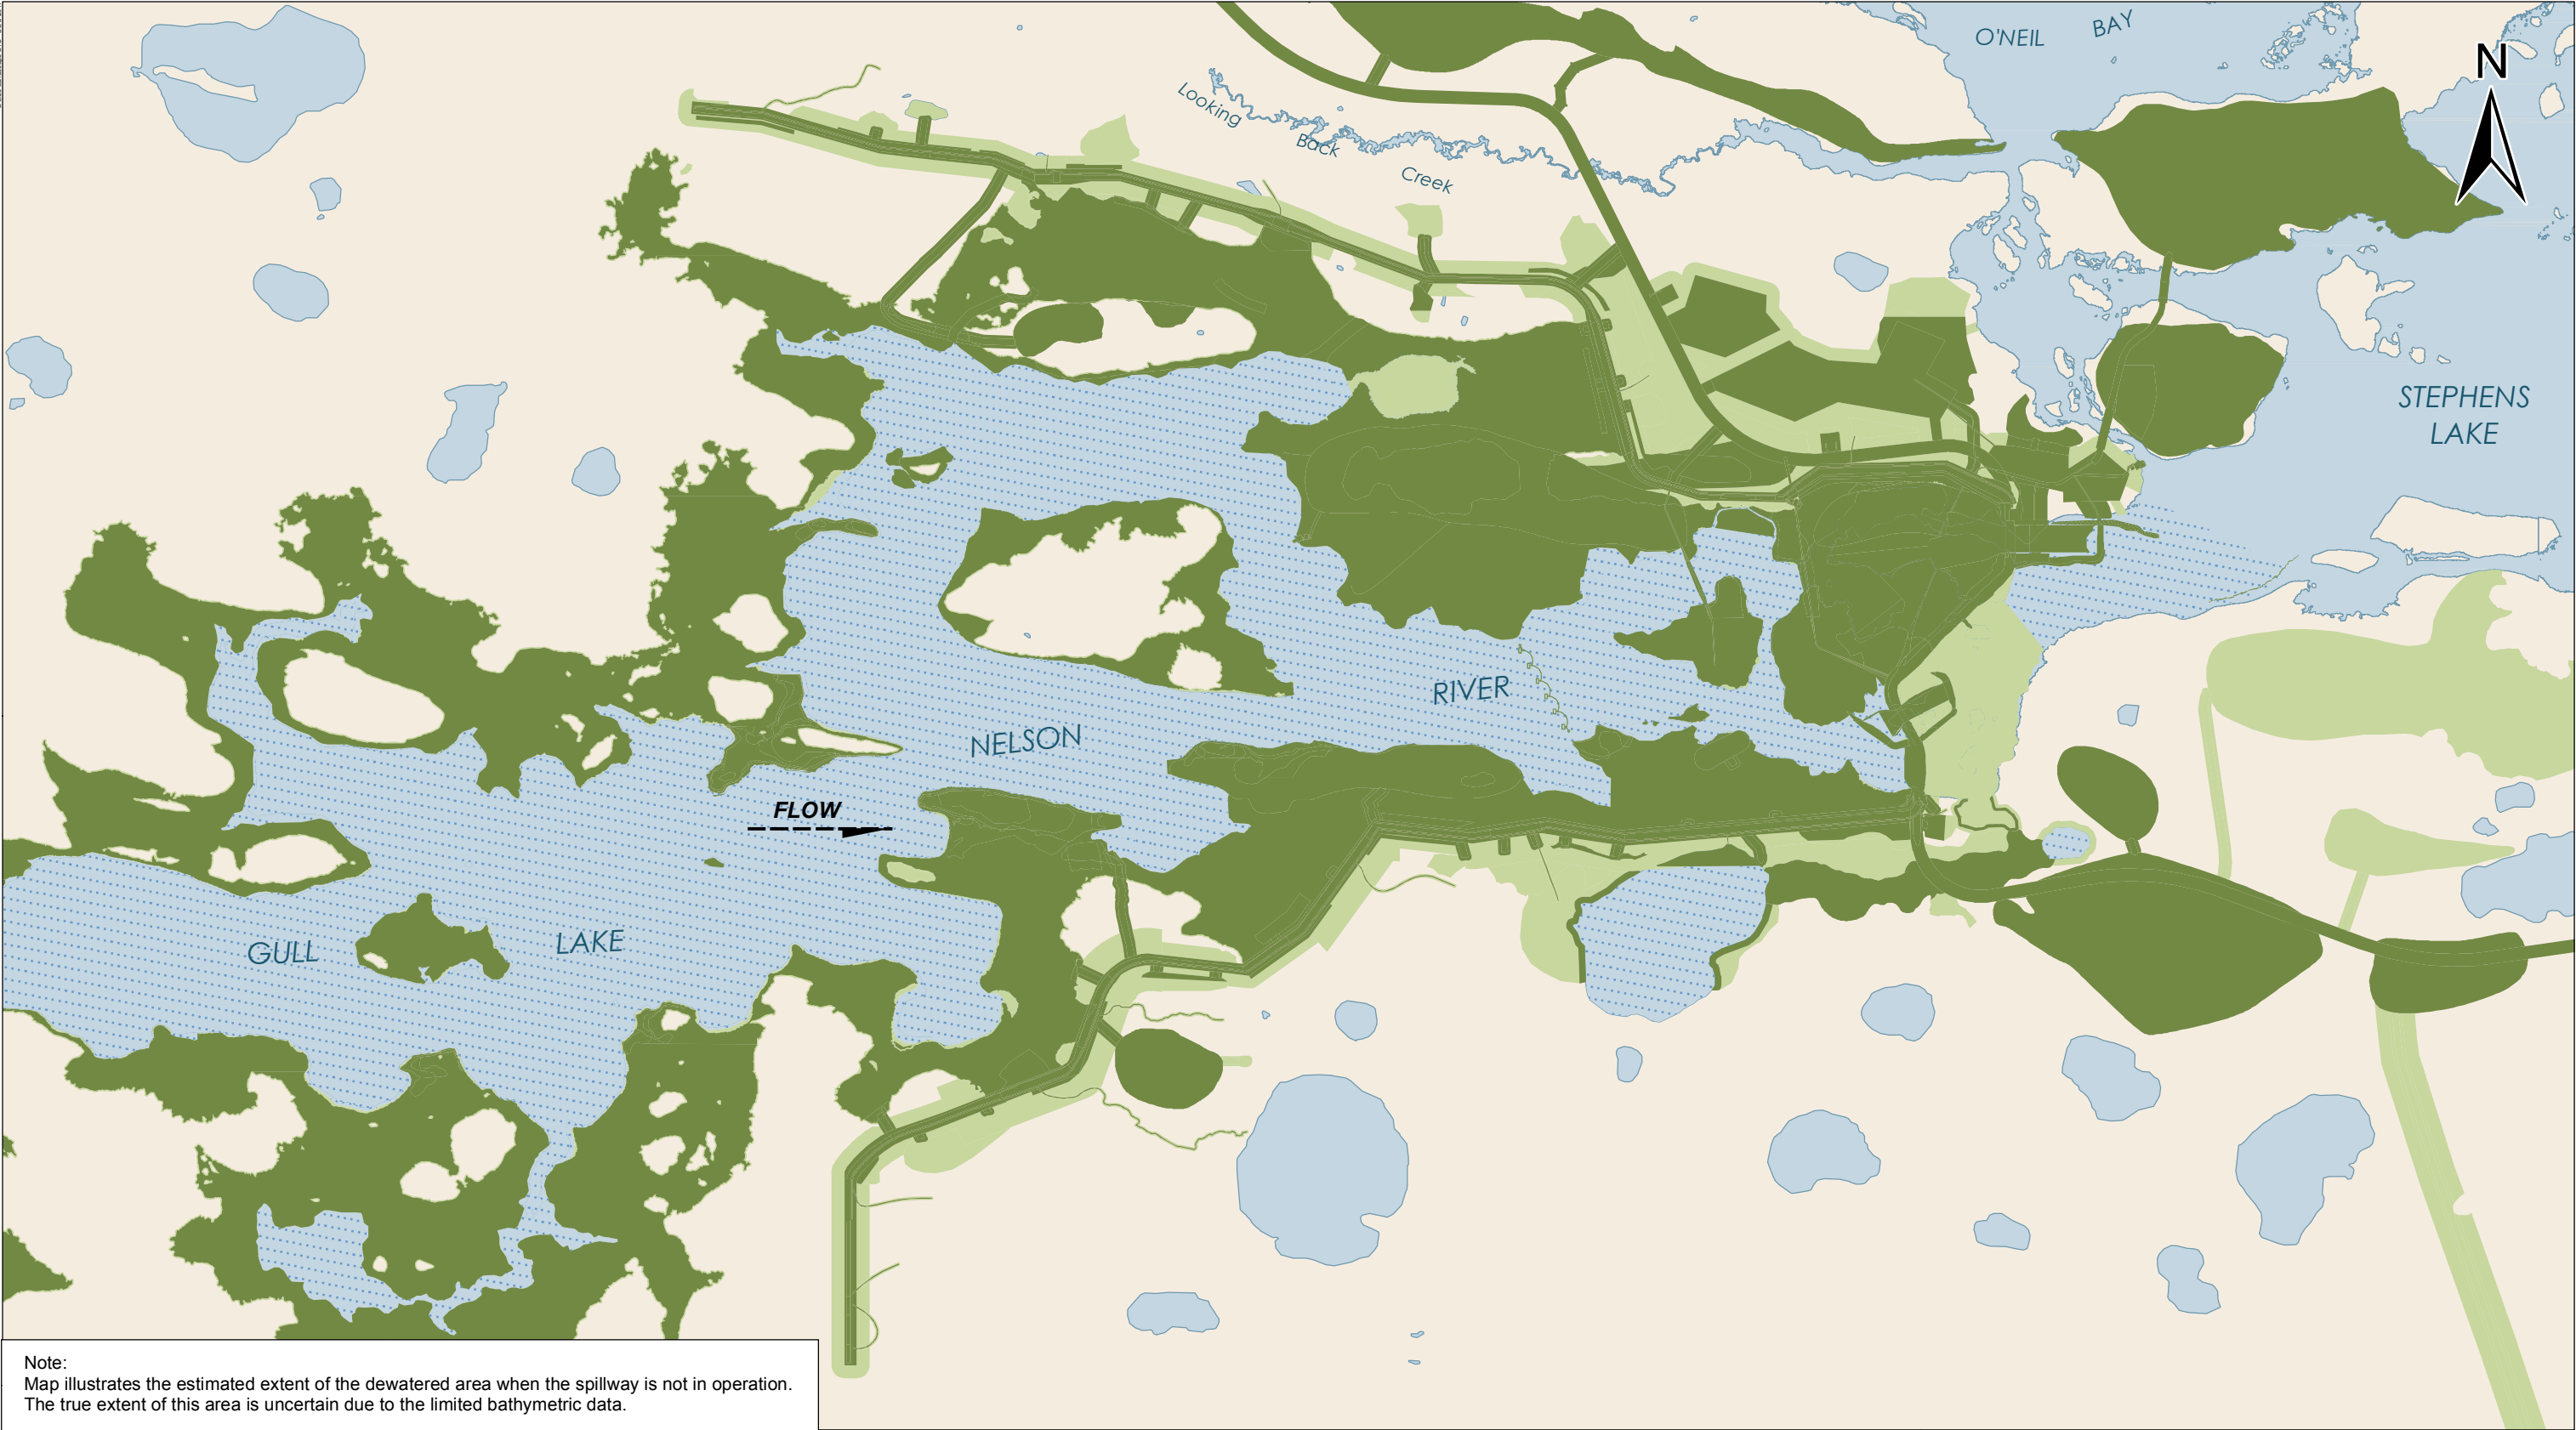 O'NEIL BAY
N
Looking
Back
Creek
STEPHENS
LAKE
RIVER
NELSON
FLOW
GULL LAKE
Note:
Map illustrates the estimated extent of the dewatered area when the spillway is not in operation.
The true extent of this area is uncertain due to the limited bathymetric data.